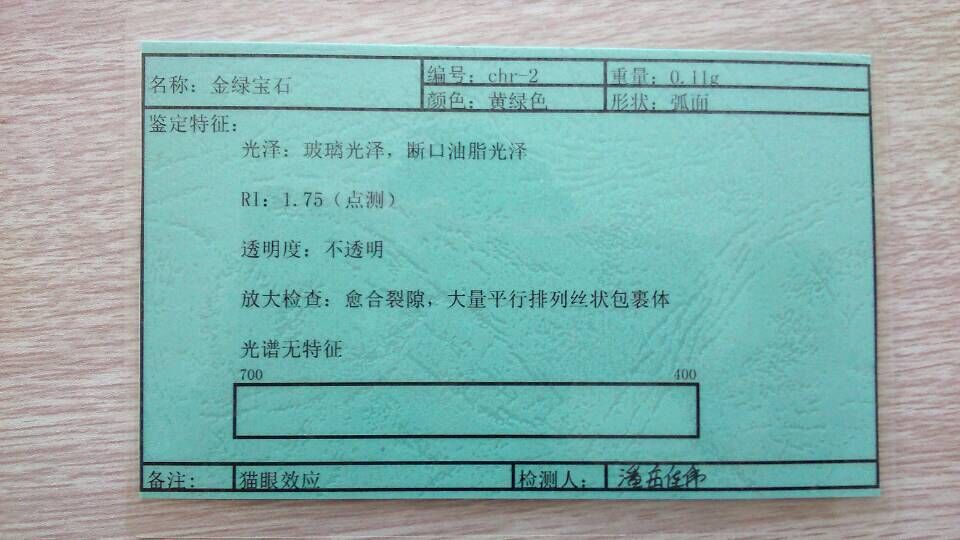 名称：金绿宝石
编号：chr-2
重量：0.11g
颜色：黄绿色
形状：弧面
鉴定特征：
光泽：玻璃光泽，断口油脂光泽
RI：1.75（点测）
透明度：不透明
放大检查：愈合裂隙，大量平行排列丝状包裹体
光谱无特征
700
400
备注：
猫眼效应
检测人：